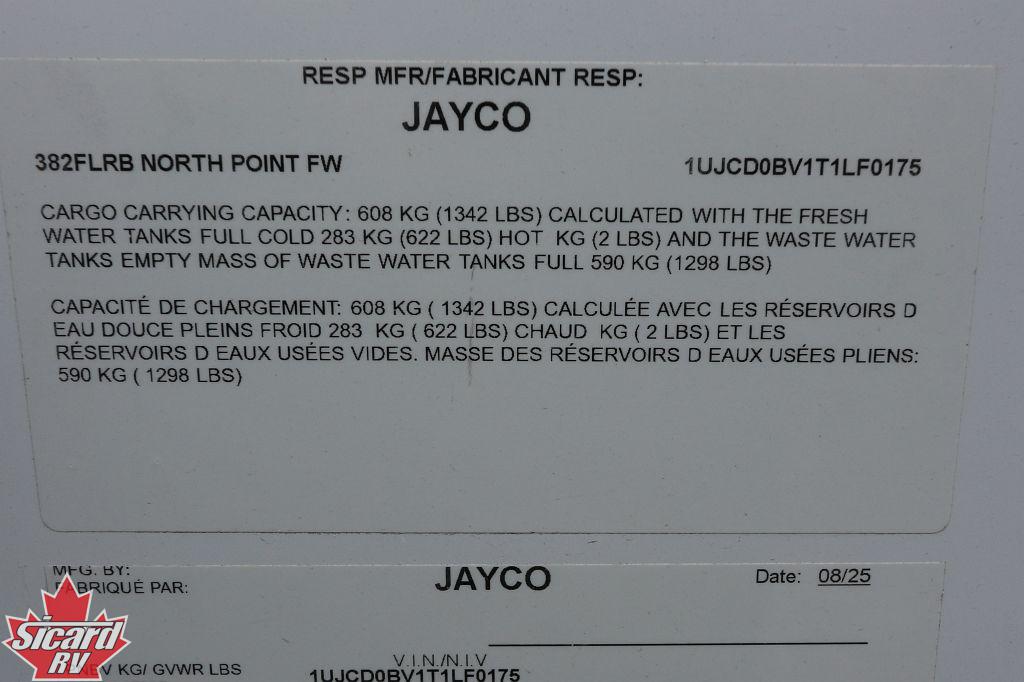 RESP MFR/FABRICANT RESP:
JAYCO
382FLRB NORTH POINT FW 1UJCD0BV1T1LF0175
CARGO CARRYING CAPACITY: 608 KG (1342 LBS) CALCULATED WITH THE FRESH
WATER TANKS FULL COLD 283 KG (622 LBS) HOT KG (2 LBS) AND THE WASTE WATER
TANKS EMPTY MASS OF WASTE WATER TANKS FULL 590 KG (1298 LBS)
CAPACITÉ DE CHARGEMENT: 608 KG ( 1342 LBS) CALCULÉE AVEC LES RÉSERVOIRS D
EAU DOUCE PLEINS FROID 283 KG ( 622 LBS) CHAUD KG ( 2 LBS) ET LES
RÉSERVOIRS D EAUX USÉES VIDES. MASSE DES RÉSERVOIRS D EAUX USÉES PLIENS:
590 KG ( 1298 LBS)
MFG. BY: JAYCO Date: 08/25
FABRIQUÉ PAR:
Sicard
RV
KG/ GVWR LBS
V.I.N./N.I.V
1UJCD0BV1T1LF0175